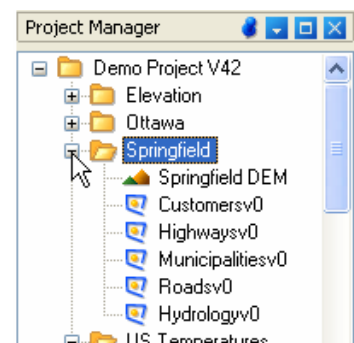 Project Manager
Demo Project V42
Elevation
Ottawa
Springfield
Springfield DEM
Customersv0
Highwaysv0
Municipalitiesv0
Roadsv0
Hydrologyv0
US Temperatures